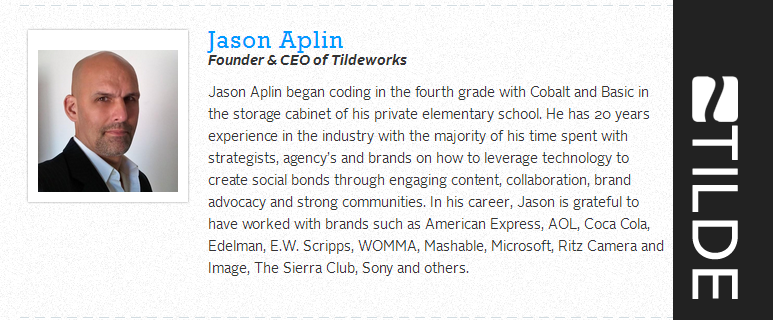 Jason Aplin
Founder & CEO of Tildeworks
Jason Aplin began coding in the fourth grade with Cobalt and Basic in
the storage cabinet of his private elementary school. He has 20 years
experience in the industry with the majority of his time spent with
strategists, agency's and brands on how to leverage technology to
create social bonds through engaging content, collaboration, brand
advocacy and strong communities. In his career, Jason is grateful to
have worked with brands such as American Express, AOL, Coca Cola,
Edelman, E.W. Scripps, WOMMA, Mashable, Microsoft, Ritz Camera and
Image, The Sierra Club, Sony and others.
TILDE